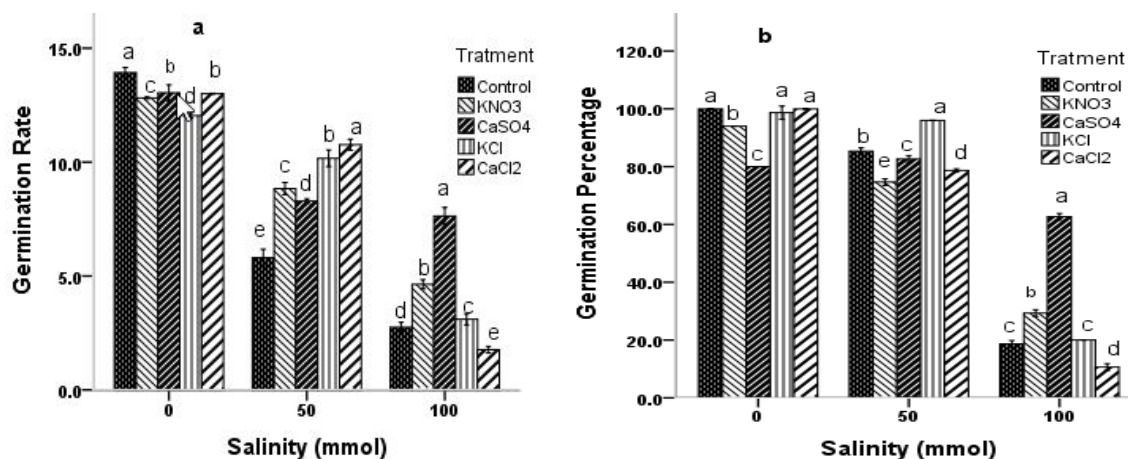 a
15.0
10.0
5.0
0.0
Germination Rate
a
c
b
d
b
e
c
d
b
a
d
b
a
c
e
0
50
100
Salinity (mmol)
Tratment
Control
KNO3
CaSO4
KCl
CaCl2
b
120.0
100.0
80.0
60.0
40.0
20.0
0.0
Germination Percentage
a
b
c
a
a
b
e
c
a
d
c
b
a
c
d
0
50
100
Salinity (mmol)
Tratment
Control
KNO3
CaSO4
KCl
CaCl2